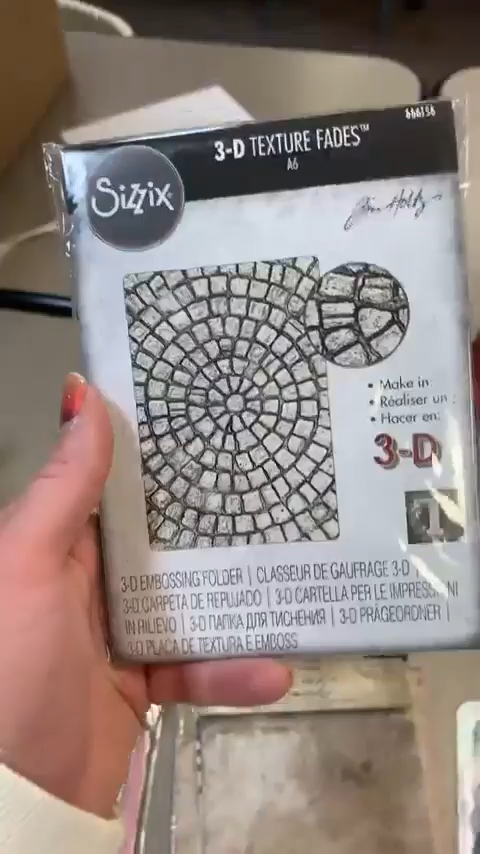 666156
3-D TEXTURE FADES™
A6
Sizzix
Tim Holtz
• Make in:
• Réaliser un :
• Hacer en:
3-D
3-D EMBOSSING FOLDER | CLASSEUR DE GAUFRAGE 3-D |
3-D CARPETA DE REPUJADO | 3-D CARTELLA PER LE IMPRESSIONI
IN RILIEVO | 3-D ПАПКА ДЛЯ ТИСНЕНИЯ | 3-D PRÄGEORDNER |
3-D PLACA DE TEXTURA E EMBOSS